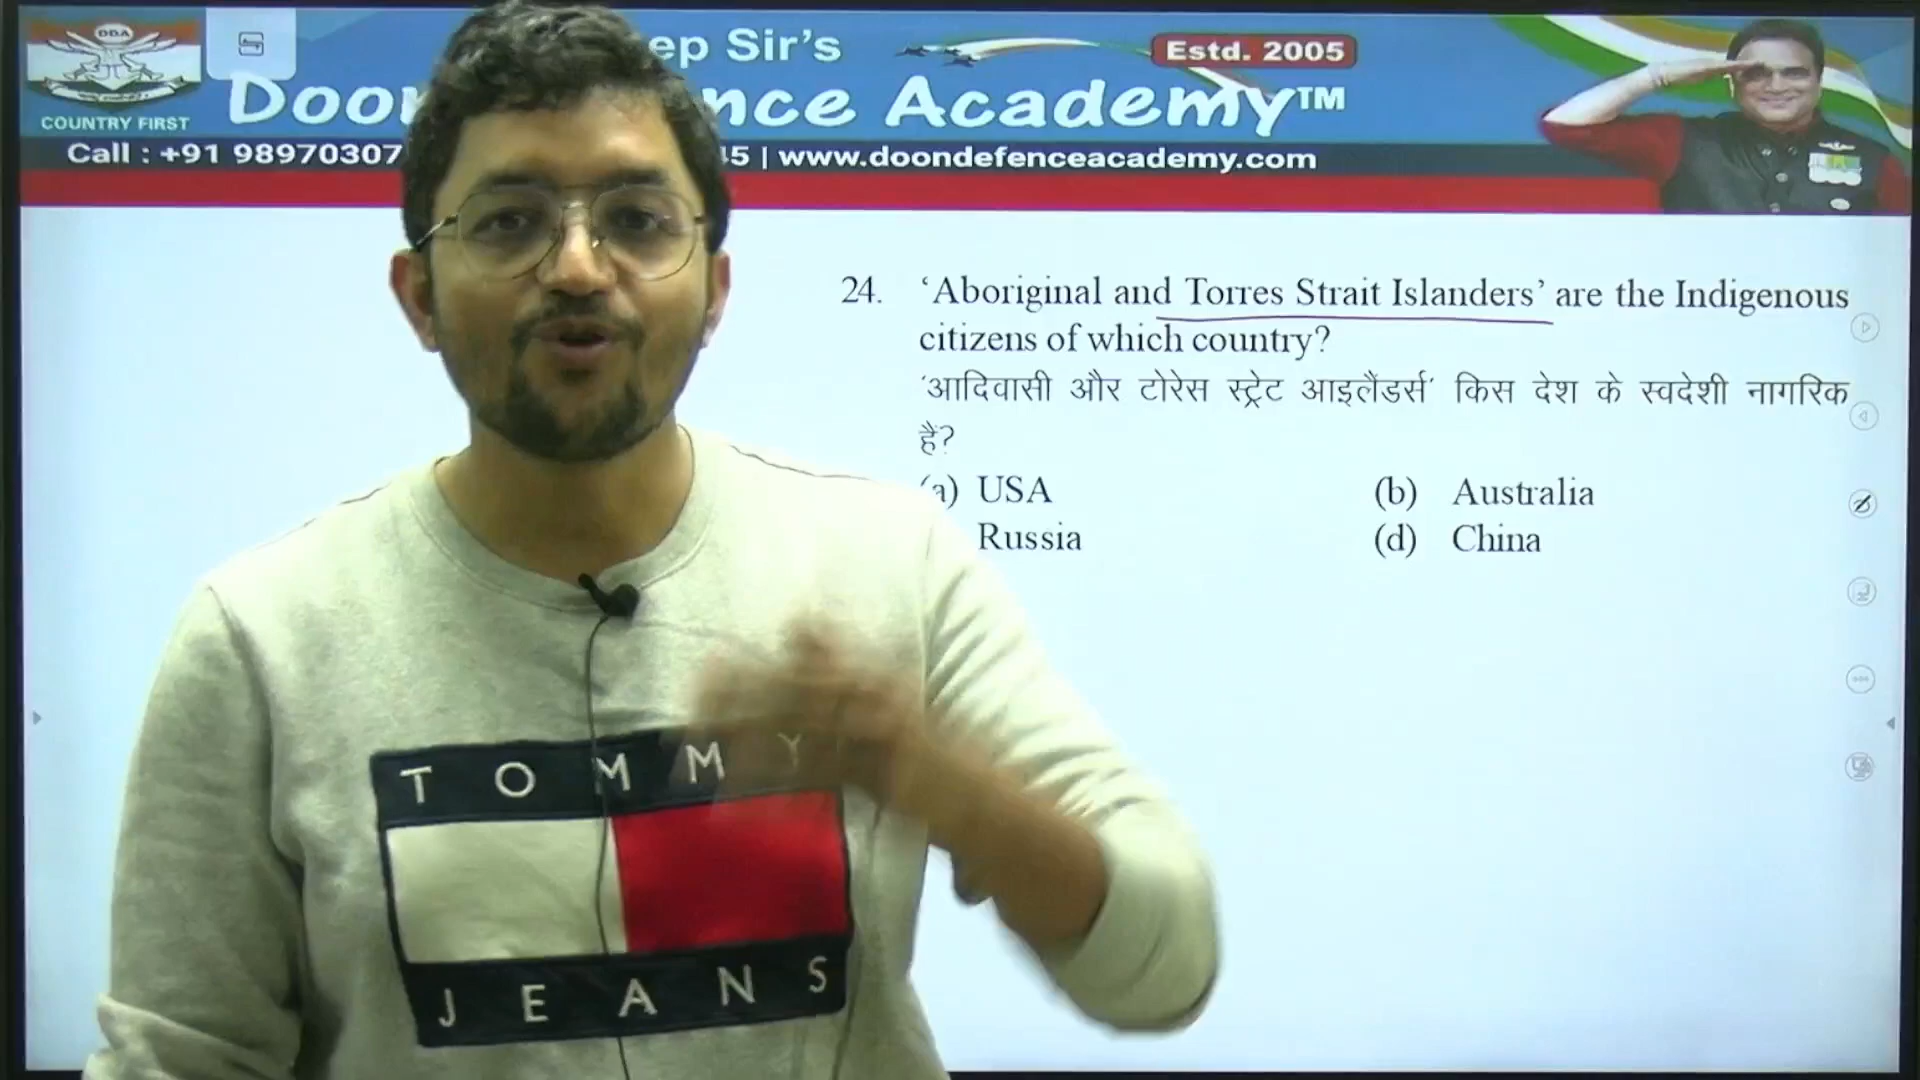 DDA
COUNTRY FIRST
ep Sir's
Estd. 2005
Doon nce Academy™
Call : +91 98970307 45 | www.doondefenceacademy.com
24. 'Aboriginal and Torres Strait Islanders' are the Indigenous
citizens of which country?
'आदिवासी और टोरेस स्ट्रेट आइलैंडर्स' किस देश के स्वदेशी नागरिक
हैं?
(a) USA (b) Australia
Russia (d) China
TOMMY
JEANS